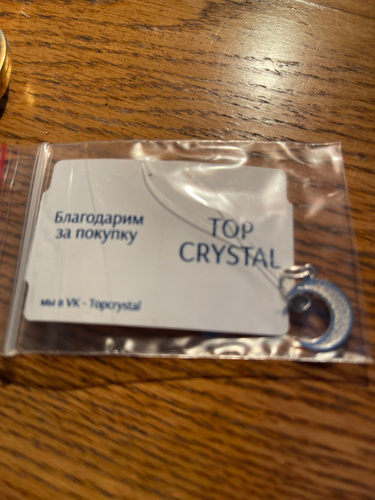 Благодарим
за покупку
TOP
CRYSTAL
мы в VK - Topcrystal